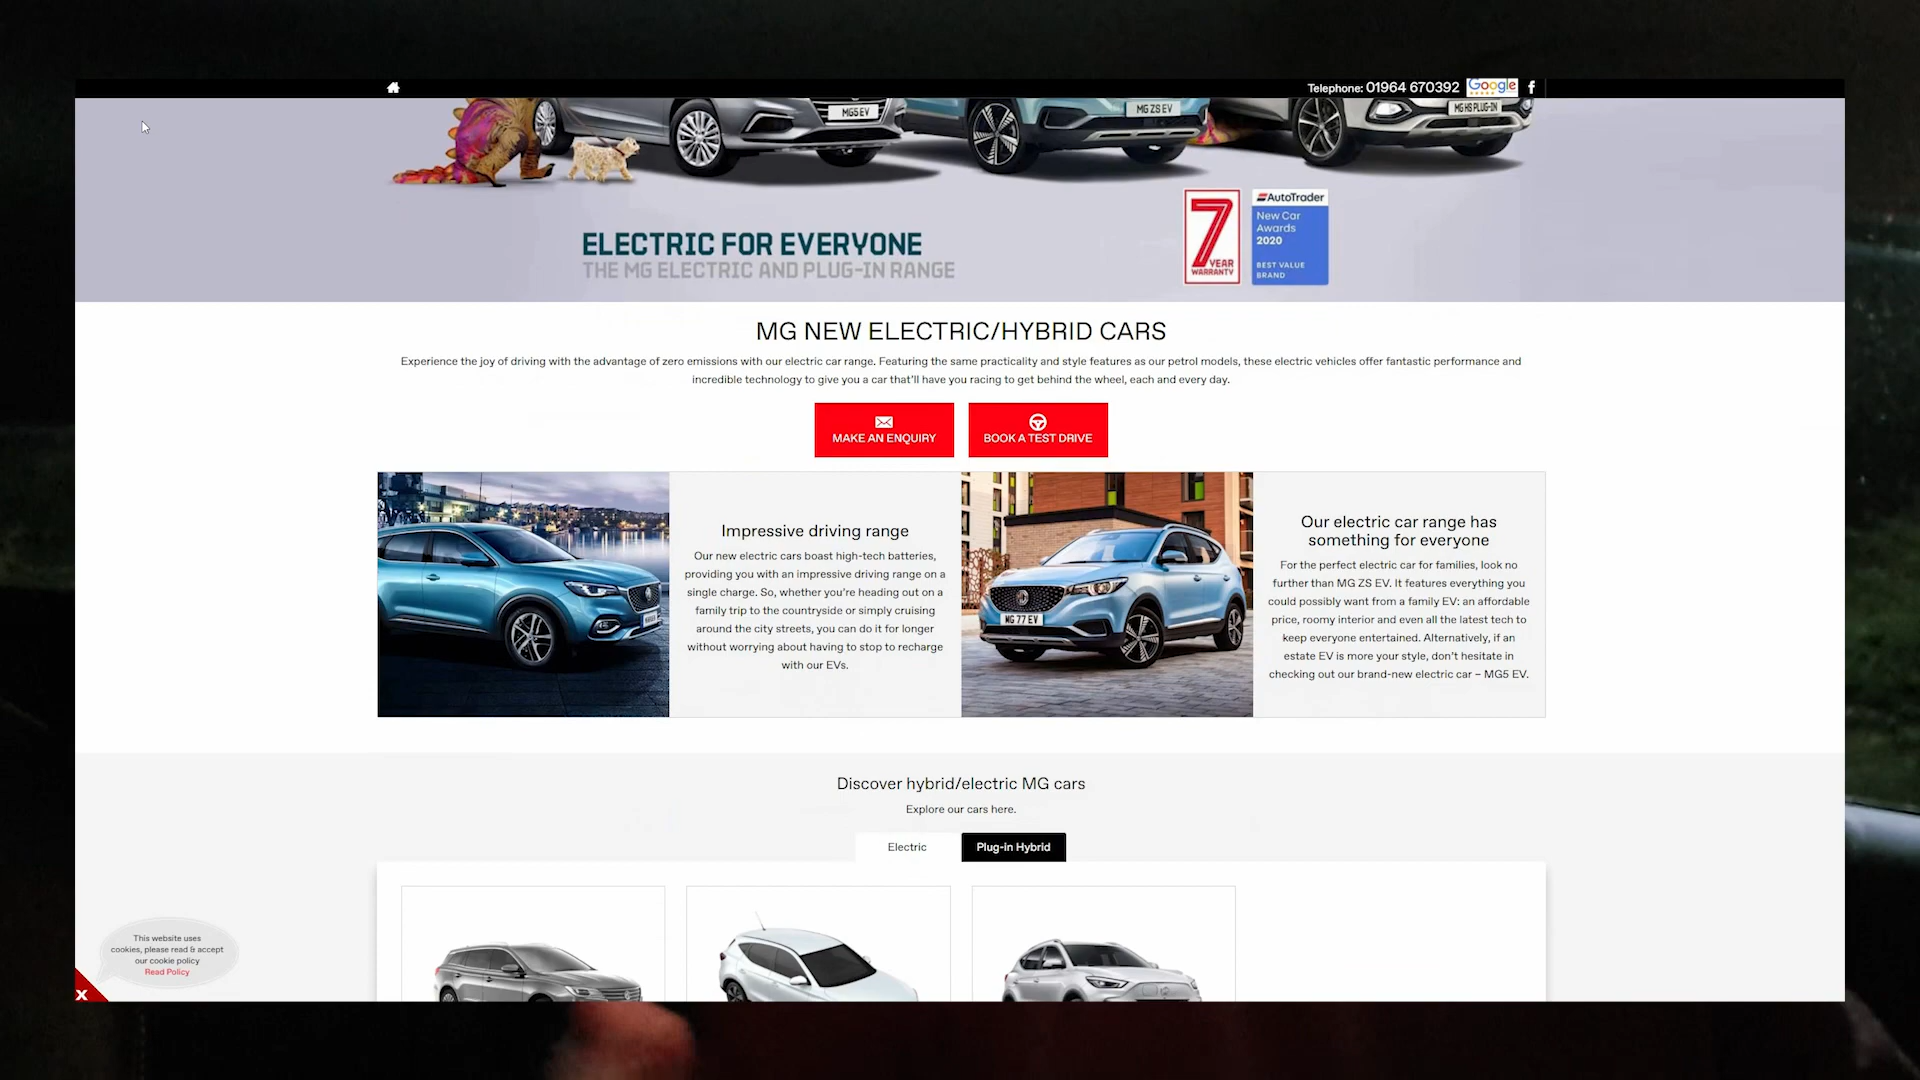 Telephone: 01964 670392 Google
MG5 EV
MG ZS EV
MG HS PLUG-IN
7
YEAR
WARRANTY
AutoTrader
New Car
Awards
2020
BEST VALUE
BRAND
ELECTRIC FOR EVERYONE
THE MG ELECTRIC AND PLUG-IN RANGE
MG NEW ELECTRIC/HYBRID CARS
Experience the joy of driving with the advantage of zero emissions with our electric car range. Featuring the same practicality and style features as our petrol models, these electric vehicles offer fantastic performance and
incredible technology to give you a car that'll have you racing to get behind the wheel, each and every day.
MAKE AN ENQUIRY
BOOK A TEST DRIVE
Impressive driving range
Our new electric cars boast high-tech batteries,
providing you with an impressive driving range on a
single charge. So, whether you're heading out on a
family trip to the countryside or simply cruising
around the city streets, you can do it for longer
without worrying about having to stop to recharge
with our EVs.
MG 77 EV
Our electric car range has
something for everyone
For the perfect electric car for families, look no
further than MG ZS EV. It features everything you
could possibly want from a family EV: an affordable
price, roomy interior and even all the latest tech to
keep everyone entertained. Alternatively, if an
estate EV is more your style, don't hesitate in
checking out our brand-new electric car – MG5 EV.
Discover hybrid/electric MG cars
Explore our cars here.
Electric
Plug-in Hybrid
This website uses
cookies, please read & accept
our cookie policy
Read Policy
X